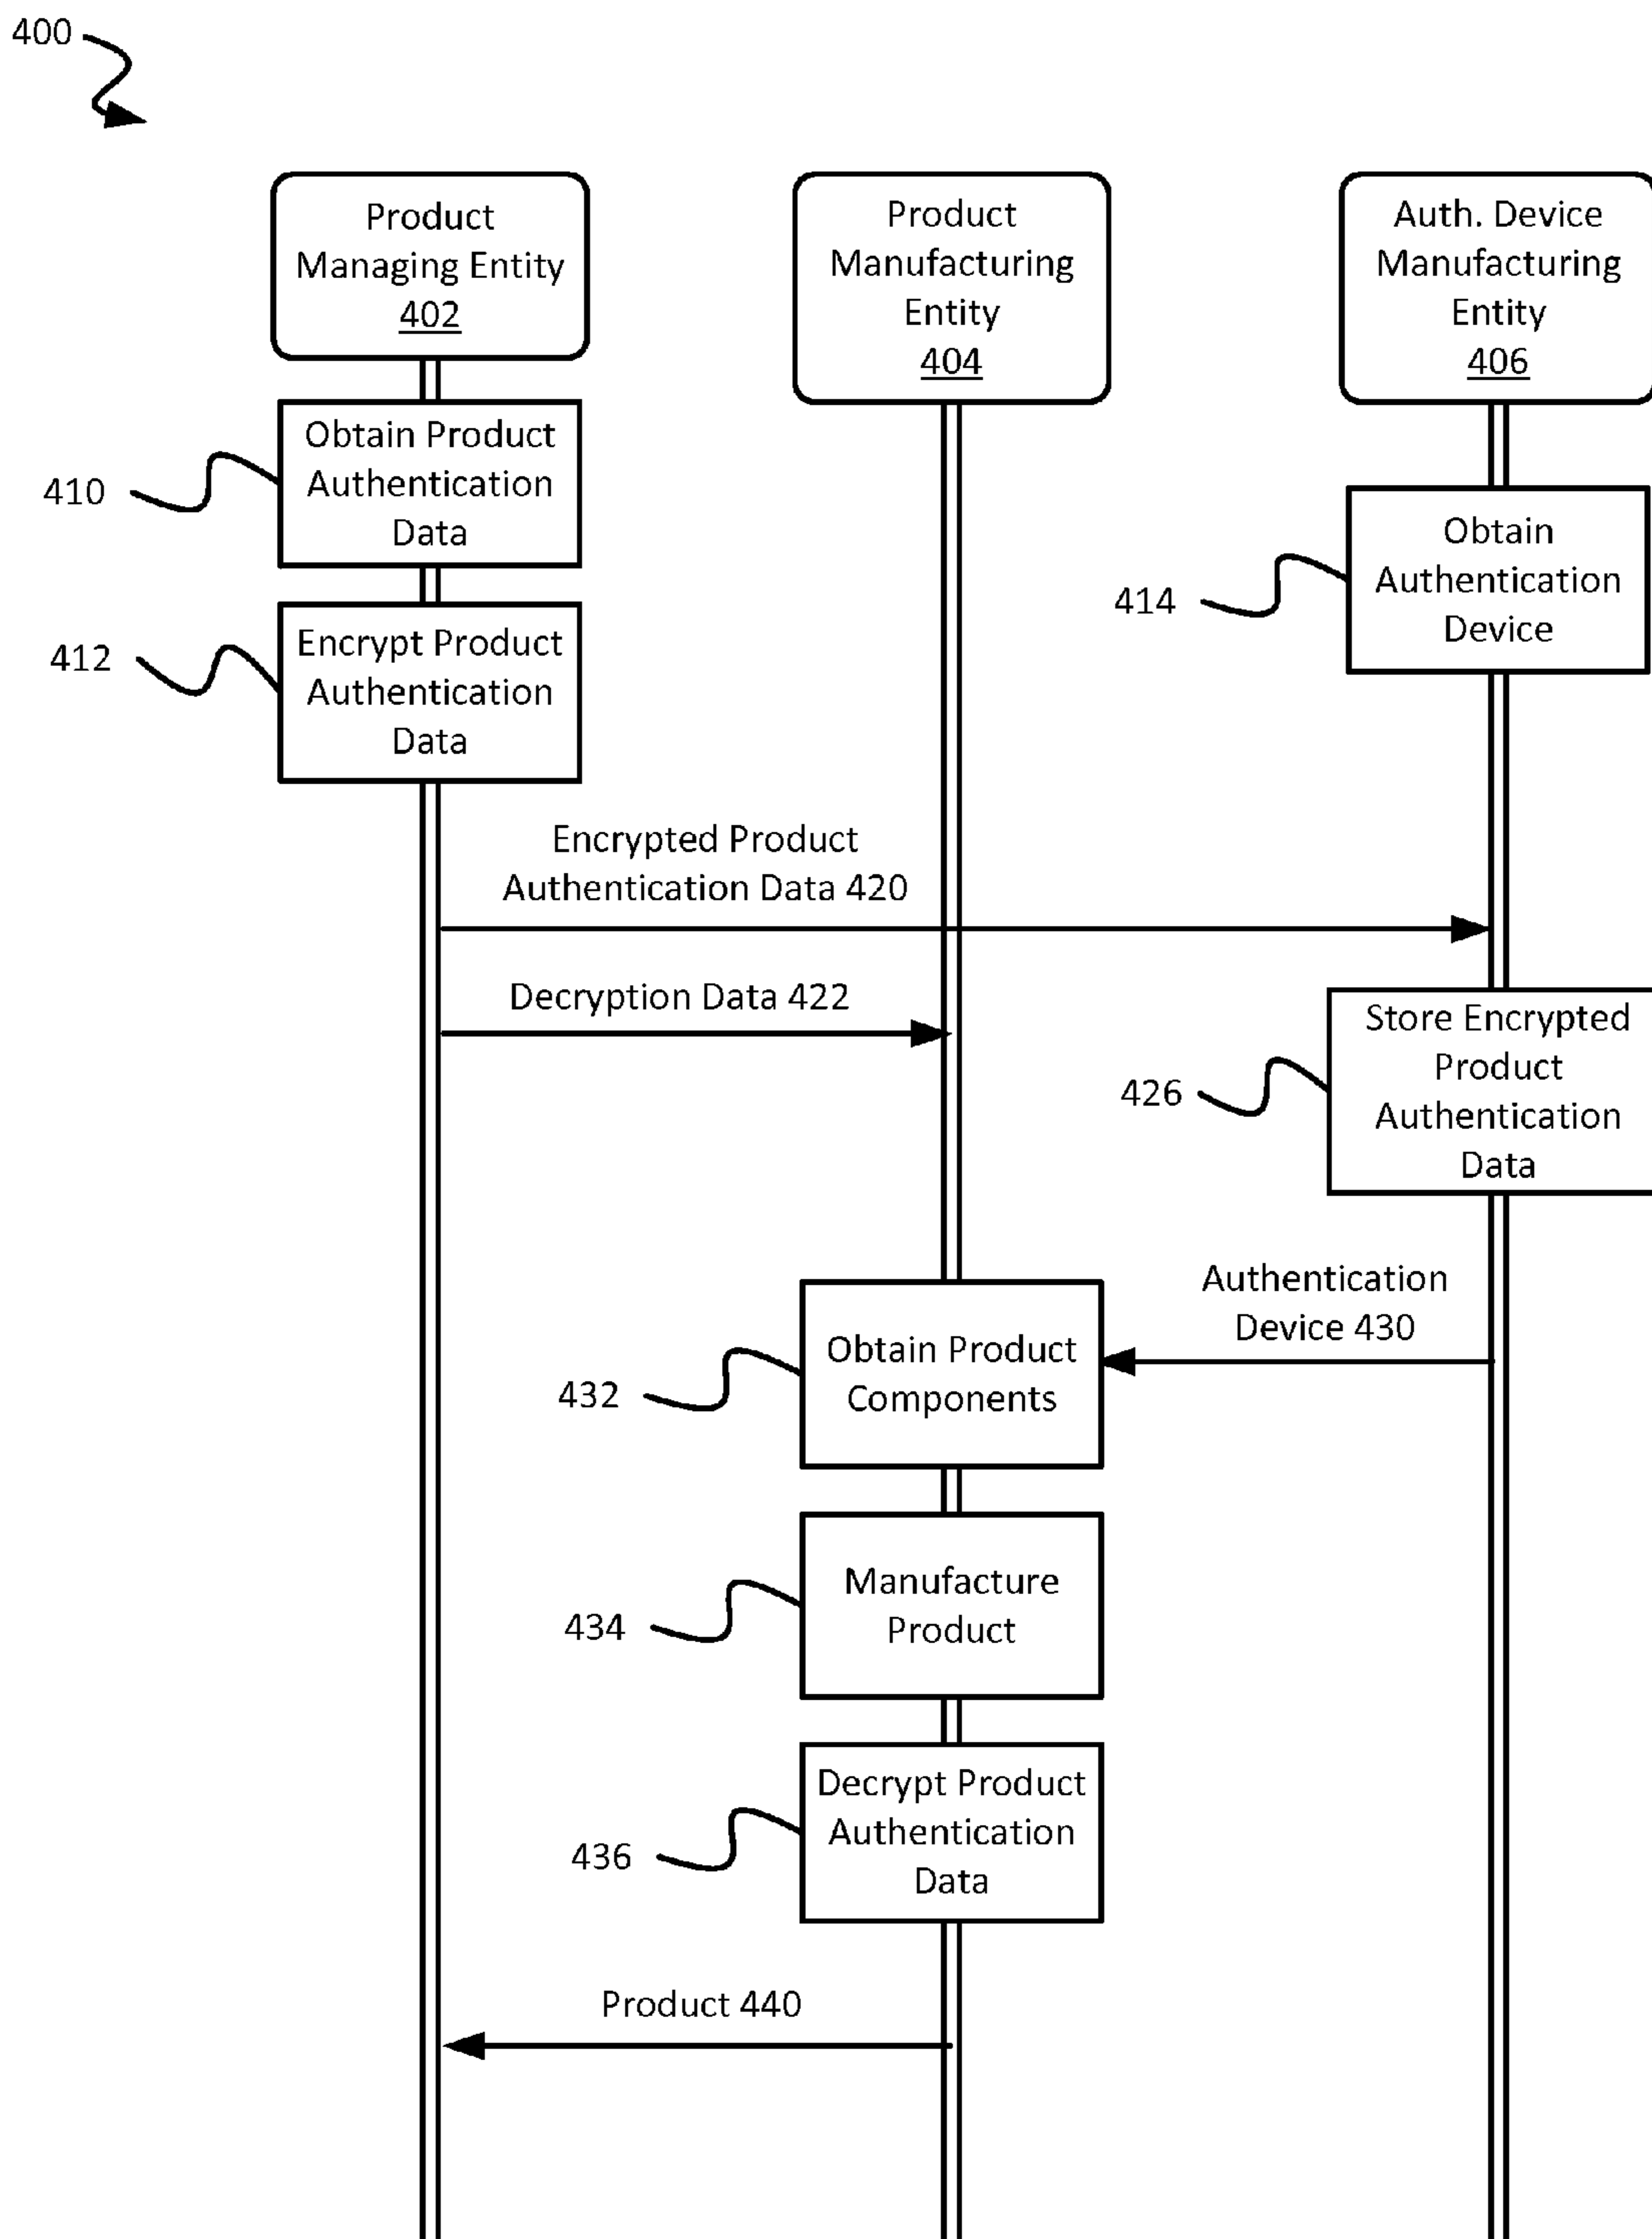 400
Product
Managing Entity
402
Product
Manufacturing
Entity
404
Auth. Device
Manufacturing
Entity
406
Obtain Product
Authentication
Data
410
Obtain
Authentication
Device
414
Encrypt Product
Authentication
Data
412
Encrypted Product
Authentication Data 420
Decryption Data 422
Store Encrypted
Product
Authentication
Data
426
Authentication
Device 430
Obtain Product
Components
432
Manufacture
Product
434
Decrypt Product
Authentication
Data
436
Product 440